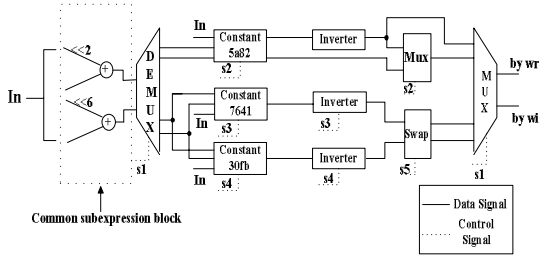 <<2
+
<<6
+
In
D
E
M
U
X
s1
Common subexpression block
In
Constant
5a82
s2
Inverter
Mux
s2
Constant
7641
In
s3
Inverter
s3
Constant
30fb
In
s4
Inverter
s4
Swap
s5
M
U
X
s1
by wr
by wi
Data Signal
Control
Signal